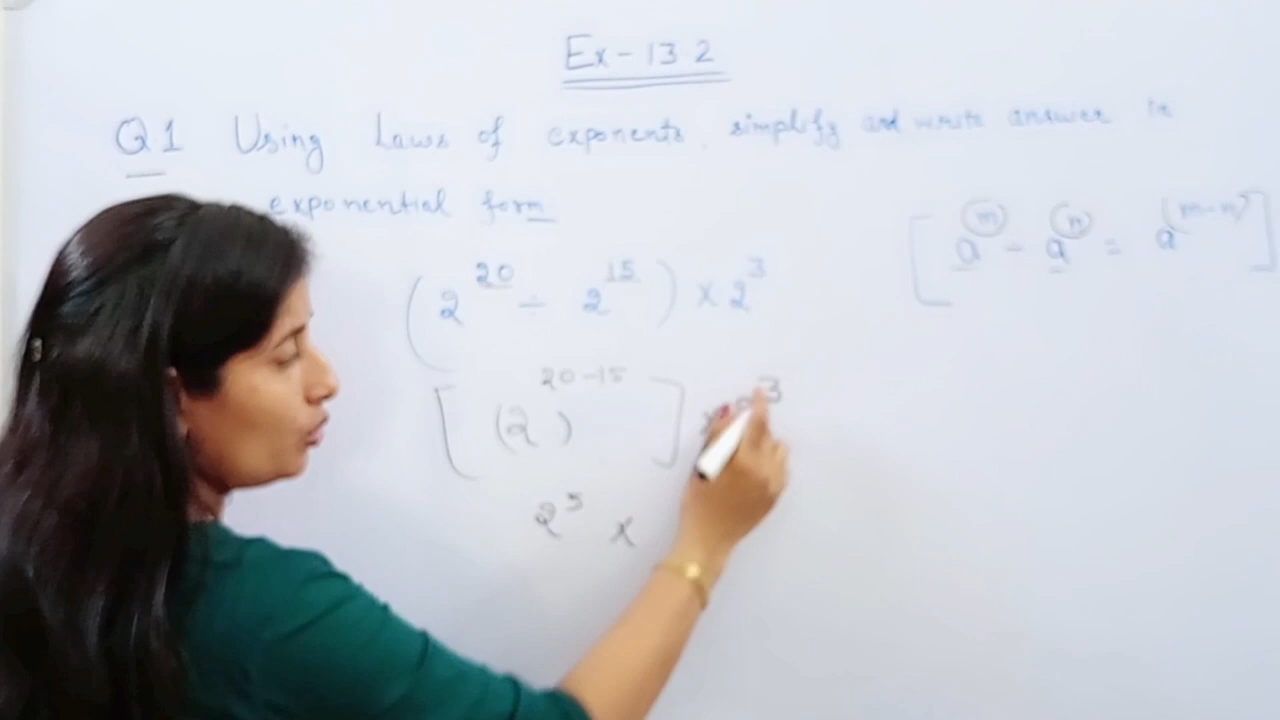 Ex - 13 2
Q1 Using Laws of exponents, simplify and write answer in
exponential form
[a^(m) - a^(n) = a^(m-n)]
(2^20 ÷ 2^15) × 2^3
[(2)^20-15] × 2^3
2^5 ×